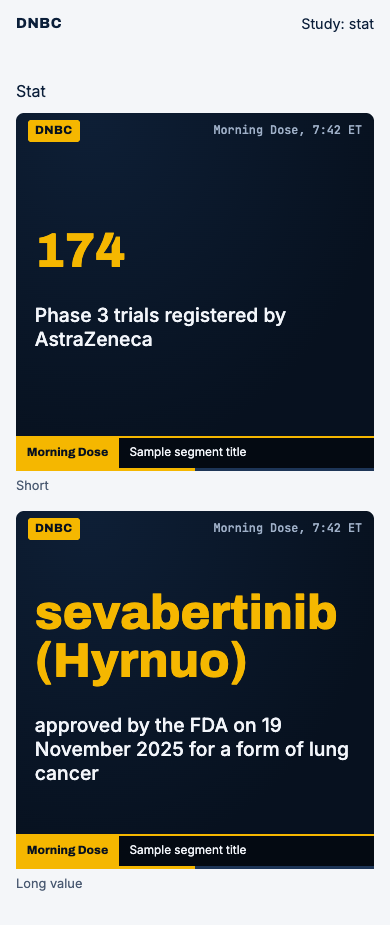 DNBC
Study: stat
Stat
DNBC
Morning Dose, 7:42 ET
174
Phase 3 trials registered by
AstraZeneca
Morning Dose
Sample segment title
Short
DNBC
Morning Dose, 7:42 ET
sevabertinib
(Hyrnuo)
approved by the FDA on 19
November 2025 for a form of lung
cancer
Morning Dose
Sample segment title
Long value